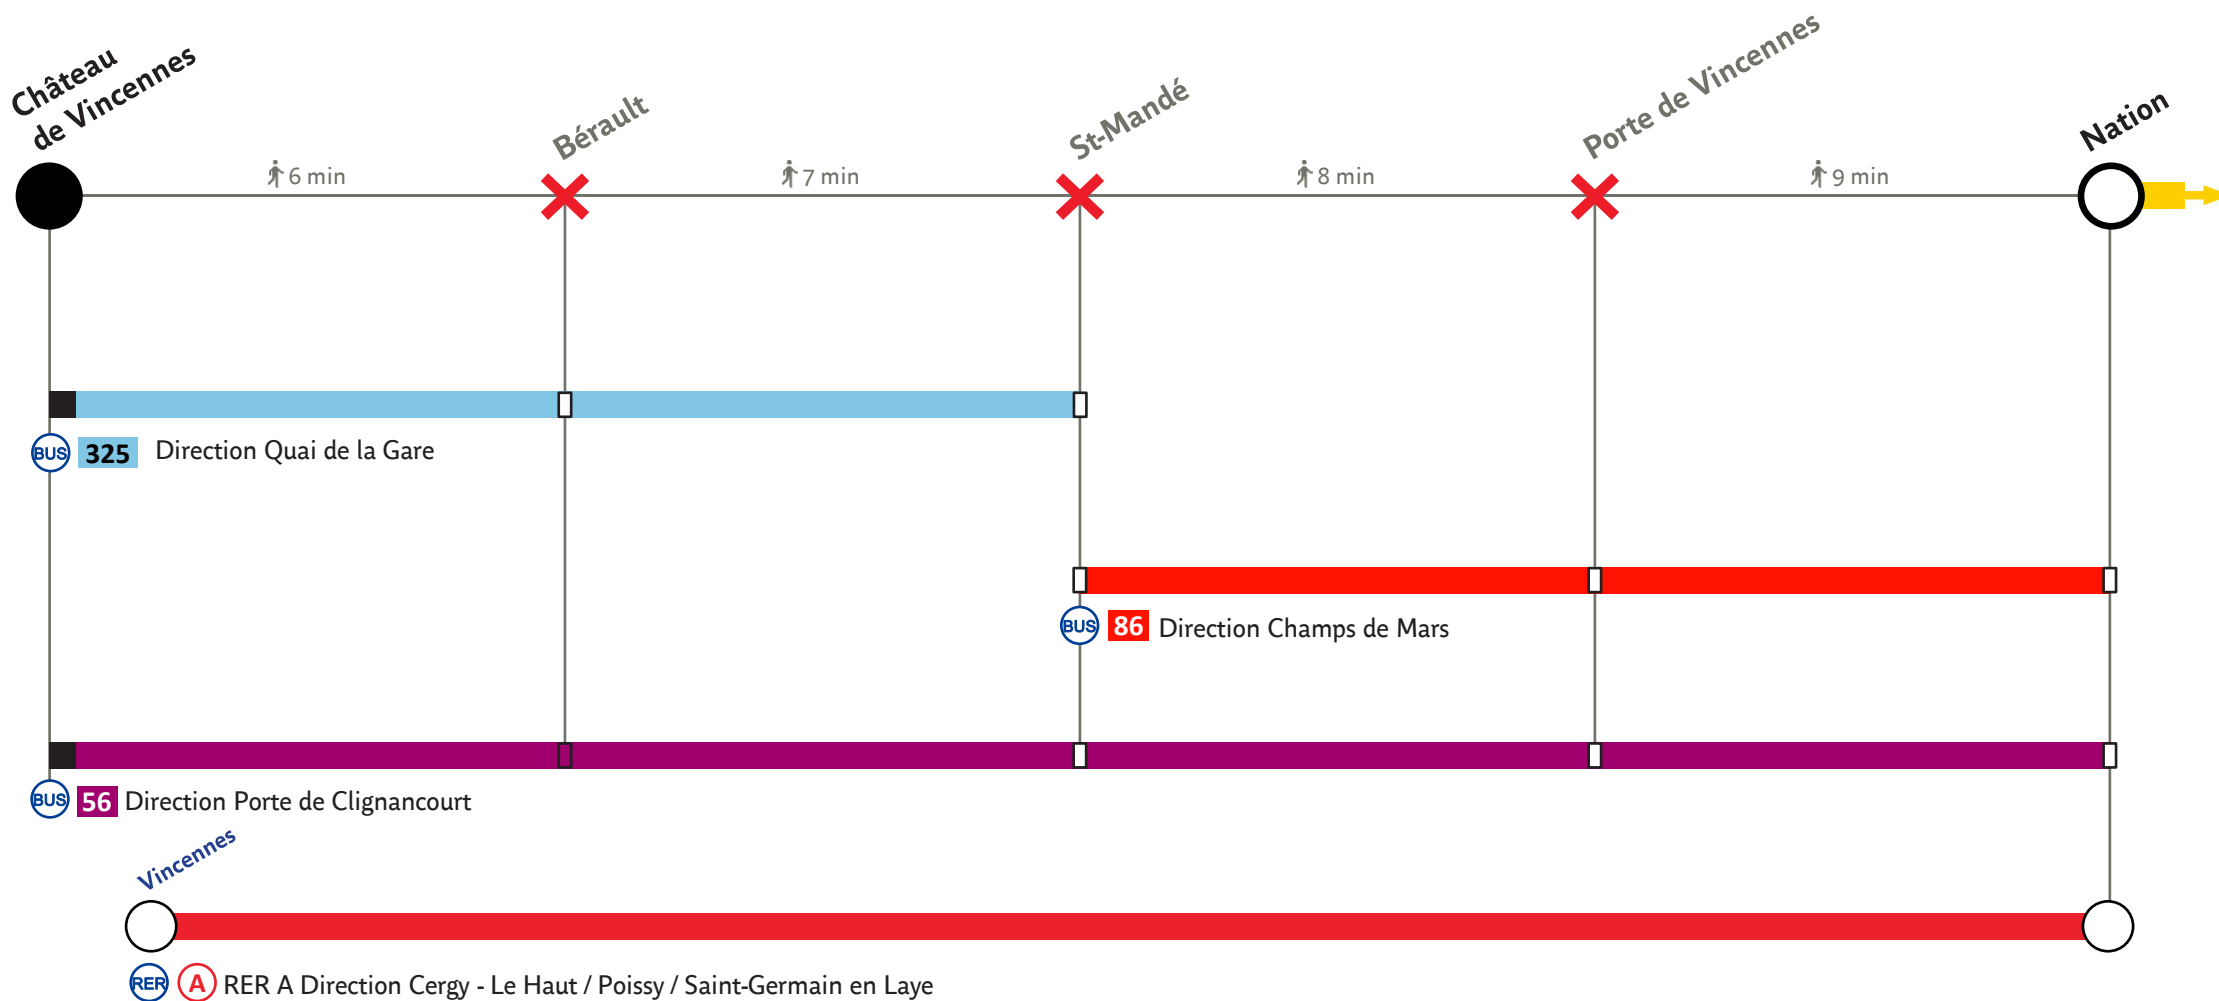 Château
de Vincennes
Bérault
St-Mandé
Porte de Vincennes
Nation
6 min
7 min
8 min
9 min
BUS 325 Direction Quai de la Gare
BUS 86 Direction Champs de Mars
BUS 56 Direction Porte de Clignancourt
Vincennes
RER A RER A Direction Cergy - Le Haut / Poissy / Saint-Germain en Laye